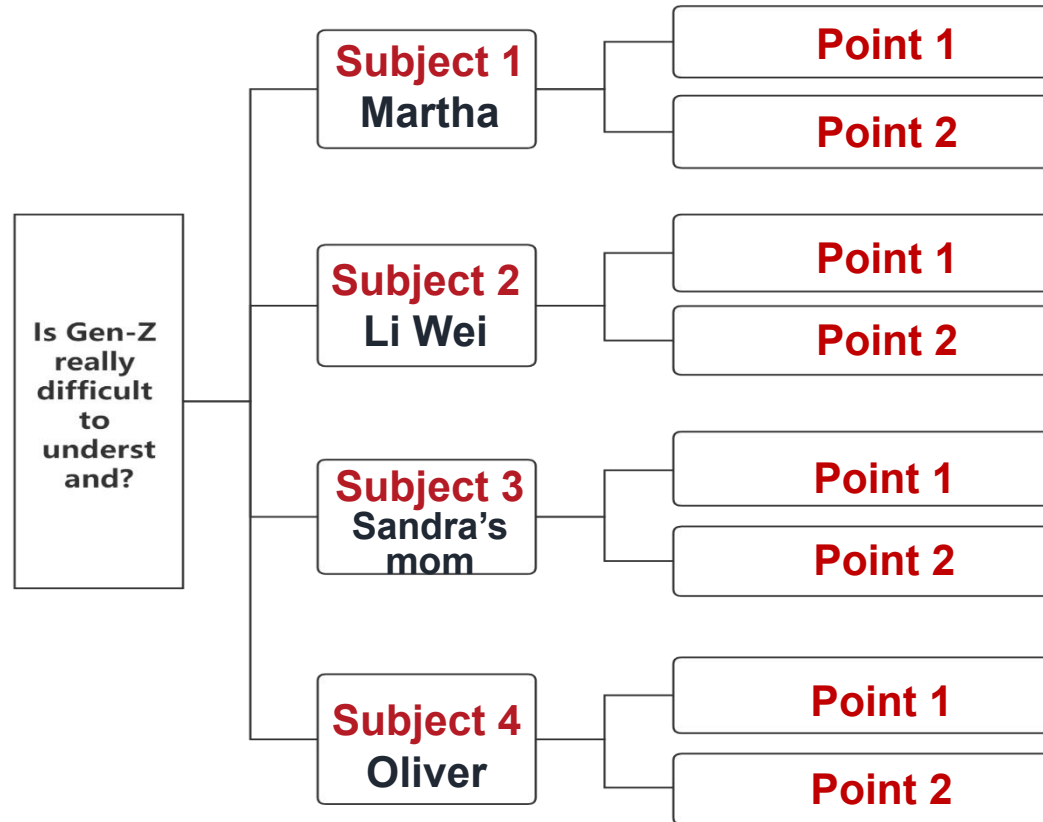 Is Gen-Z
really
difficult
to
underst
and?
Subject 1
Martha
Point 1
Point 2
Subject 2
Li Wei
Point 1
Point 2
Subject 3
Sandra’s
mom
Point 1
Point 2
Subject 4
Oliver
Point 1
Point 2